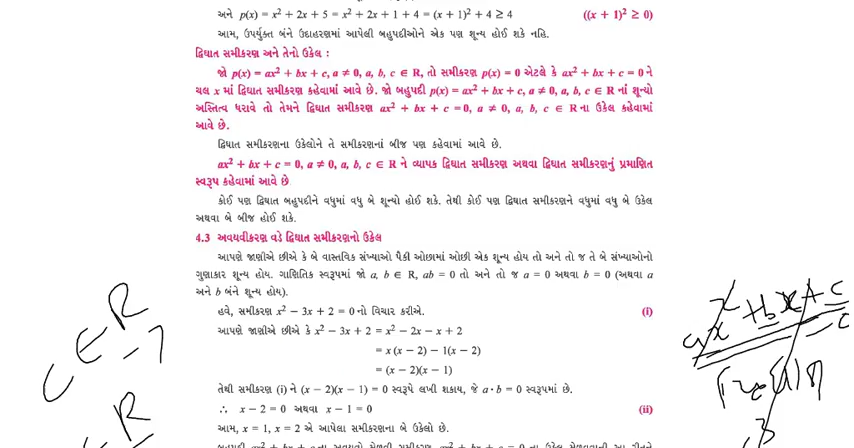 અને p(x) = x² + 2x + 5 = x² + 2x + 1 + 4 = (x + 1)² + 4 ≥ 4 ((x + 1)² ≥ 0)
આમ, ઉપર્યુક્ત બંને ઉદાહરણમાં આપેલી બહુપદીઓને એક પણ શૂન્ય હોઈ શકે નહિ.
દ્વિઘાત સમીકરણ અને તેનો ઉકેલ :
જો p(x) = ax² + bx + c, a ≠ 0, a, b, c ∈ R, તો સમીકરણ p(x) = 0 એટલે કે ax² + bx + c = 0 ને
ચલ x માં દ્વિઘાત સમીકરણ કહેવામાં આવે છે. જો બહુપદી p(x) = ax² + bx + c, a ≠ 0, a, b, c ∈ R નાં શૂન્યો
અસ્તિત્વ ધરાવે તો તેમને દ્વિઘાત સમીકરણ ax² + bx + c = 0, a ≠ 0, a, b, c ∈ R ના ઉકેલ કહેવામાં
આવે છે.
દ્વિઘાત સમીકરણના ઉકેલોને તે સમીકરણનાં બીજ પણ કહેવામાં આવે છે.
ax² + bx + c = 0, a ≠ 0, a, b, c ∈ R ને વ્યાપક દ્વિઘાત સમીકરણ અથવા દ્વિઘાત સમીકરણનું પ્રમાણિત
સ્વરૂપ કહેવામાં આવે છે
કોઈ પણ દ્વિઘાત બહુપદીને વધુમાં વધુ બે શૂન્યો હોઈ શકે. તેથી કોઈ પણ દ્વિઘાત સમીકરણને વધુમાં વધુ બે ઉકેલ
અથવા બે બીજ હોઈ શકે.
4.3 અવયવીકરણ વડે દ્વિઘાત સમીકરણનો ઉકેલ
આપણે જાણીએ છીએ કે બે વાસ્તવિક સંખ્યાઓ પૈકી ઓછામાં ઓછી એક શૂન્ય હોય તો અને તો જ તે બે સંખ્યાઓનો
ગુણાકાર શૂન્ય હોય. ગાણિતિક સ્વરૂપમાં જો a, b ∈ R, ab = 0 તો અને તો જ a = 0 અથવા b = 0 (અથવા a
અને b બંને શૂન્ય હોય).
હવે, સમીકરણ x² − 3x + 2 = 0 નો વિચાર કરીએ. (i)
આપણે જાણીએ છીએ કે x² − 3x + 2 = x² − 2x − x + 2
= x (x − 2) − 1(x − 2)
= (x − 2)(x − 1)
તેથી સમીકરણ (i) ને (x − 2)(x − 1) = 0 સ્વરૂપે લખી શકાય, જે a · b = 0 સ્વરૂપમાં છે. (ii)
∴ x − 2 = 0 અથવા x − 1 = 0
આમ, x = 1, x = 2 એ આપેલા સમીકરણના બે ઉકેલો છે.